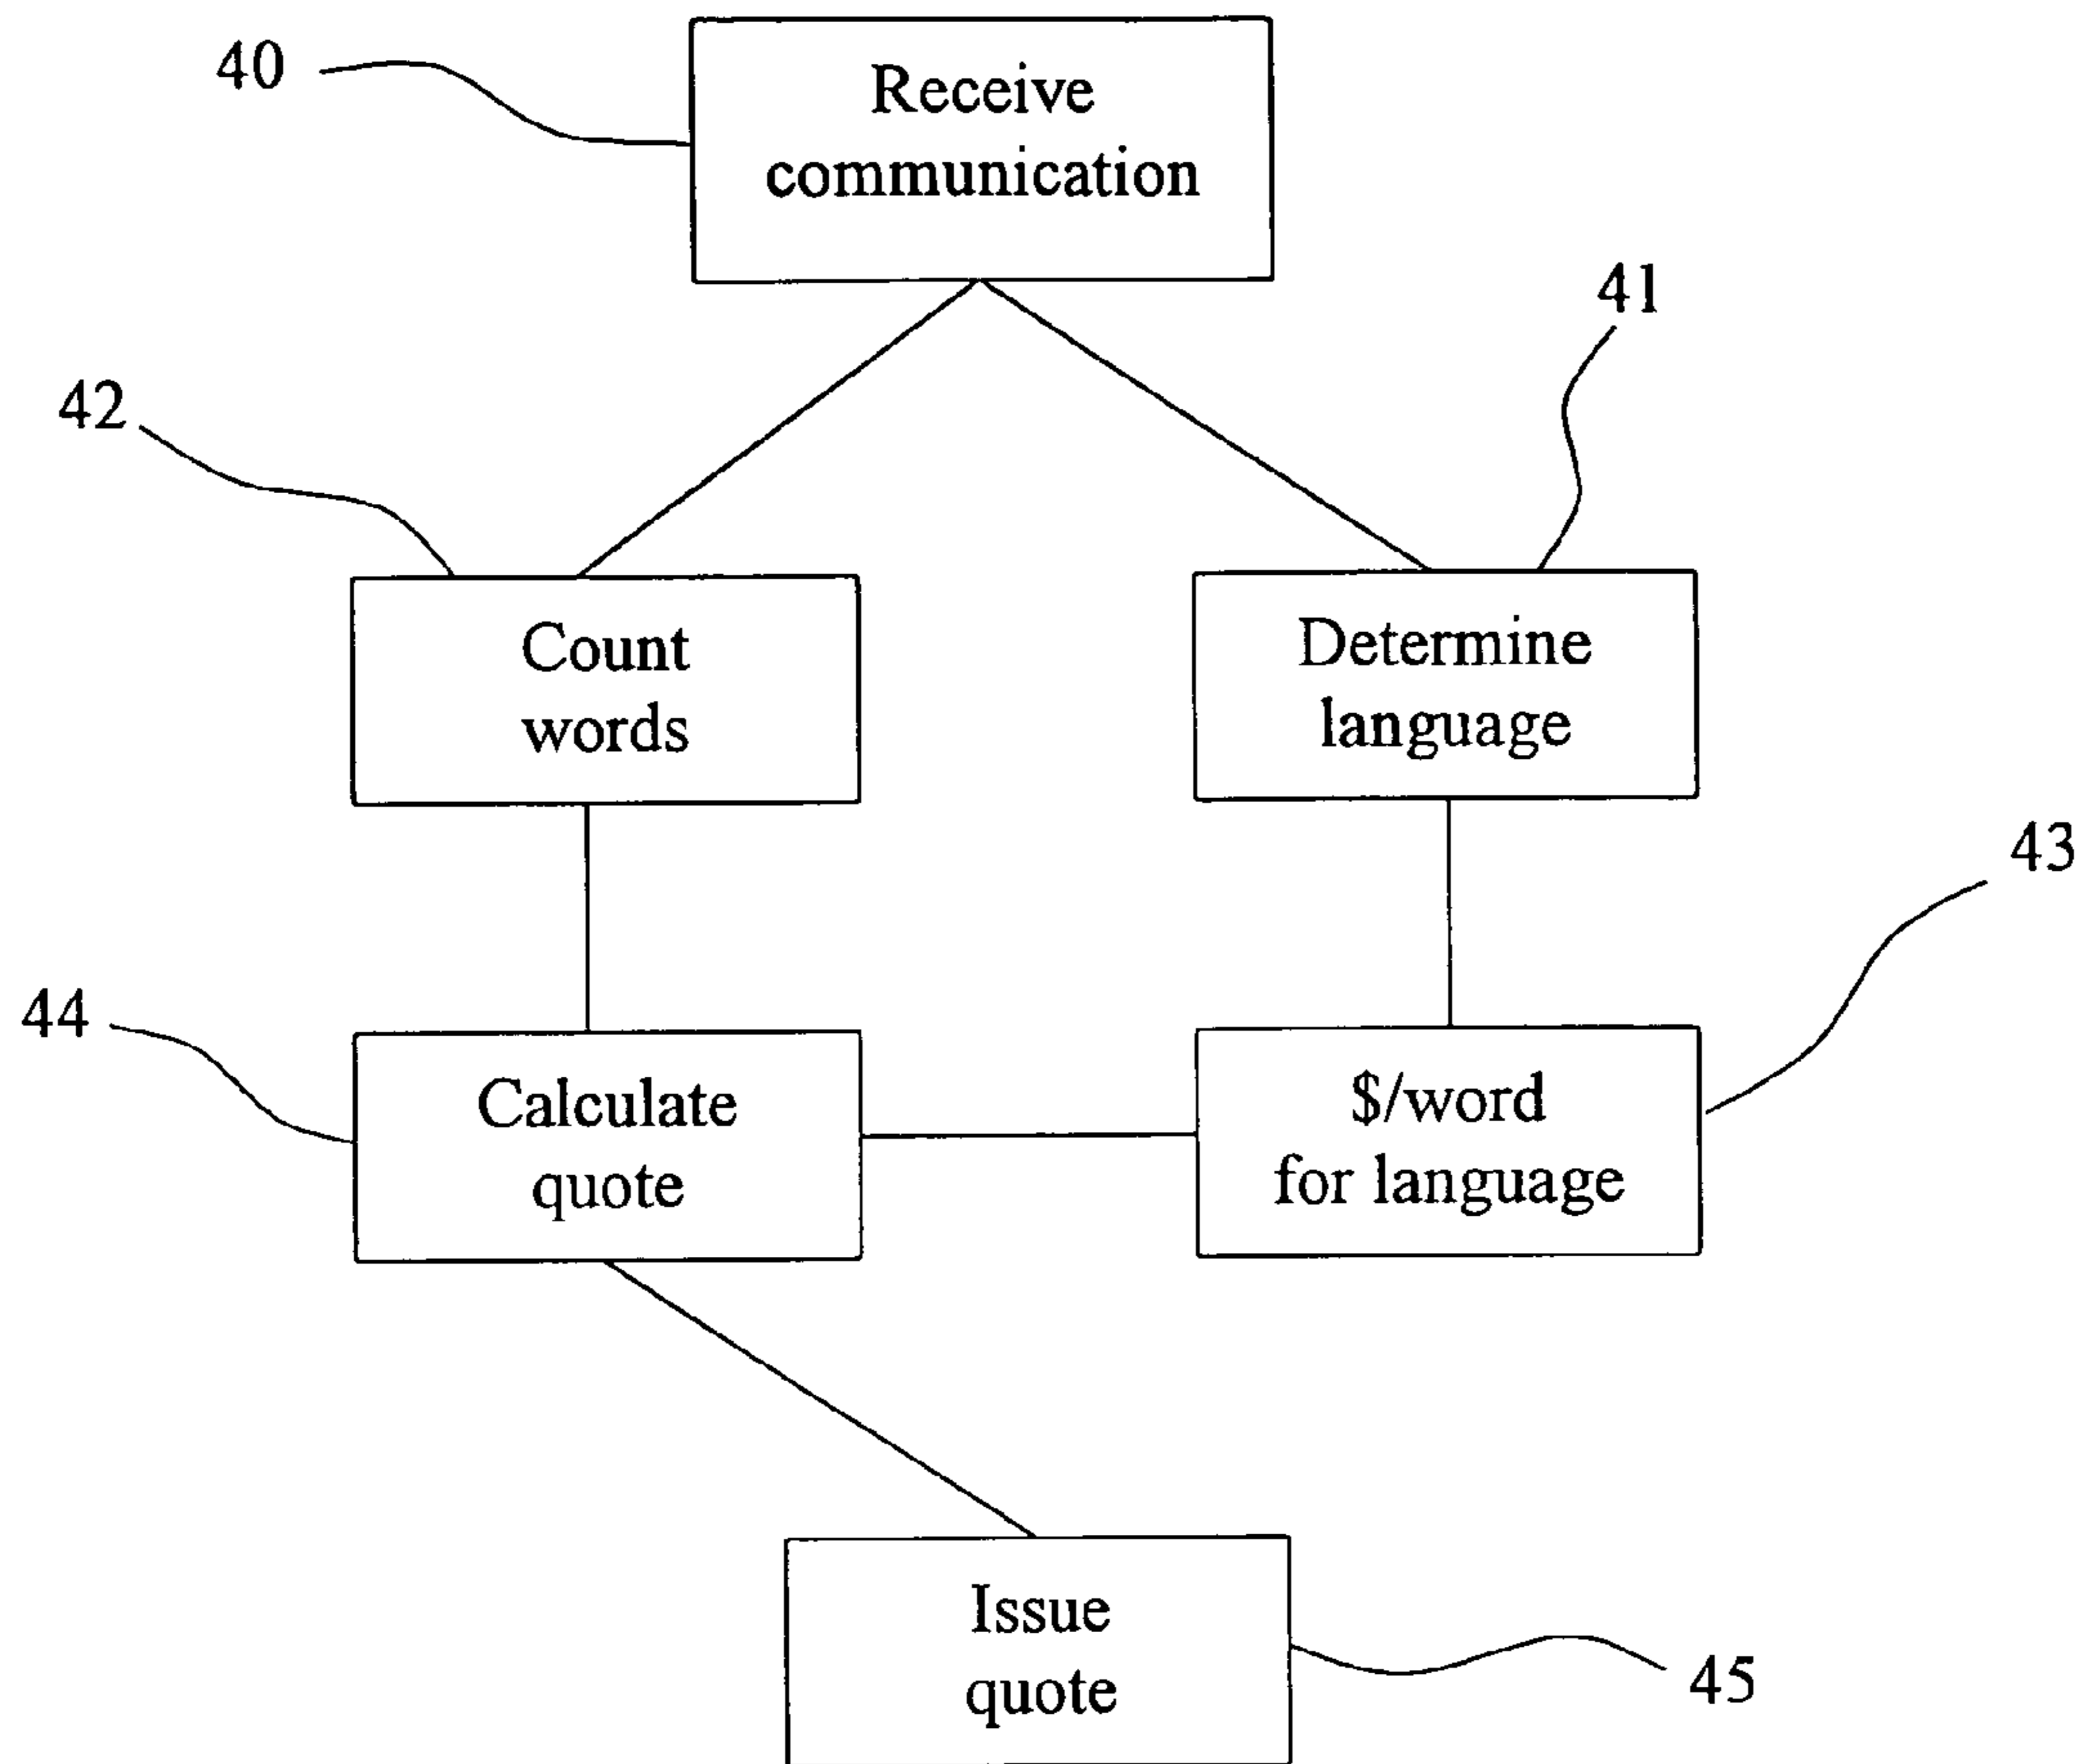 40
Receive
communication
41
42
Count
words
Determine
language
43
44
Calculate
quote
$/word
for language
Issue
quote
45